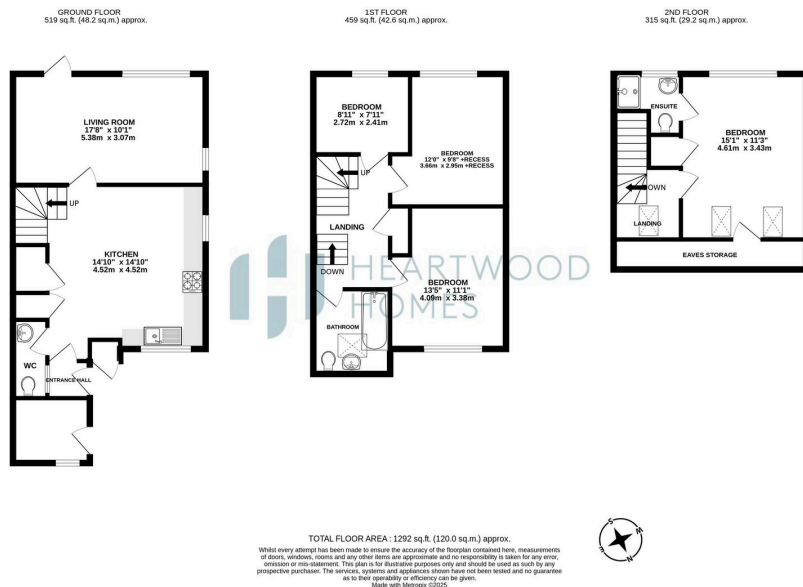 GROUND FLOOR
519 sq.ft. (48.2 sq.m.) approx.
1ST FLOOR
459 sq.ft. (42.6 sq.m.) approx.
2ND FLOOR
315 sq.ft. (29.2 sq.m.) approx.
LIVING ROOM
17'8" x 10'1"
5.38m x 3.07m
UP
KITCHEN
14'10" x 14'10"
4.52m x 4.52m
WC
ENTRANCE HALL
BEDROOM
8'11" x 7'11"
2.72m x 2.41m
BEDROOM
12'0" x 9'8" +RECESS
3.66m x 2.95m +RECESS
UP
LANDING
DOWN
BEDROOM
13'5" x 11'1"
4.09m x 3.38m
BATHROOM
ENSUITE
BEDROOM
15'1" x 11'3"
4.61m x 3.43m
DOWN
LANDING
EAVES STORAGE
HEARTWOOD
HOMES
TOTAL FLOOR AREA : 1292 sq.ft. (120.0 sq.m.) approx.
Whilst every attempt has been made to ensure the accuracy of the floorplan contained here, measurements
of doors, windows, rooms and any other items are approximate and no responsibility is taken for any error,
omission or mis-statement. This plan is for illustrative purposes only and should be used as such by any
prospective purchaser. The services, systems and appliances shown have not been tested and no guarantee
as to their operability or efficiency can be given.
Made with Metropix ©2025
S
W
E
N